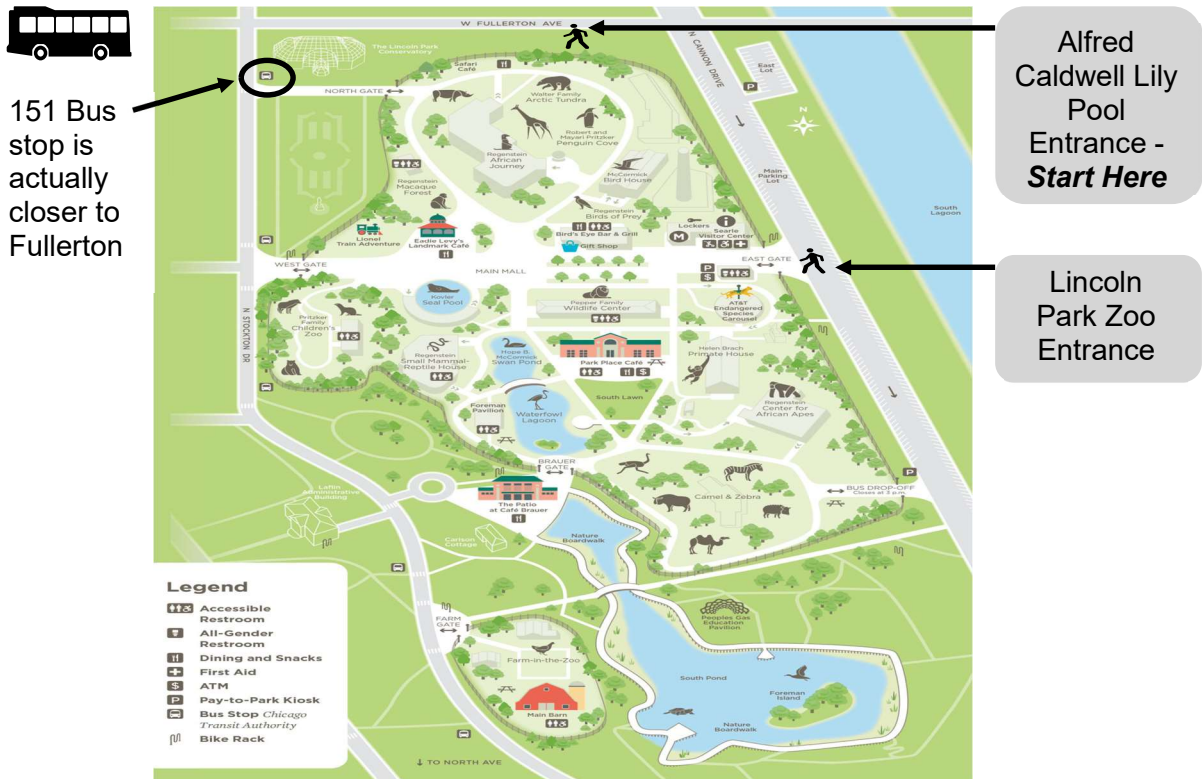 151 Bus
stop is
actually
closer to
Fullerton
Alfred
Caldwell Lily
Pool
Entrance -
Start Here
Lincoln
Park Zoo
Entrance
W FULLERTON AVE
N CANNON DRIVE
The Lincoln Park
Conservatory
East
Lot
P
N
Safari
Café
NORTH GATE
Walter Family
Arctic Tundra
Robert and
Mayari Pritzker
Penguin Cove
Regenstein
African
Journey
McCormick
Bird House
Regenstein
Macaque
Forest
Main
Parking
Lot
South
Lagoon
Regenstein
Birds of Prey
Lionel
Train Adventure
Eadie Levy's
Landmark Café
Bird's Eye Bar & Grill
Gift Shop
Lockers
M
i
Searle
Visitor Center
WEST GATE
MAIN MALL
EAST GATE
P
$
Kovler
Seal Pool
Pepper Family
Wildlife Center
AT&T
Endangered
Species
Carousel
N STOCKTON DR
Pritzker
Family
Children's
Zoo
Regenstein
Small Mammal-
Reptile House
Hope B.
McCormick
Swan Pond
Park Place Café
$
Helen Brach
Primate House
Foreman
Pavilion
Waterfowl
Lagoon
South Lawn
Regenstein
Center for
African Apes
BRAUER
GATE
P
Laflin
Administrative
Building
The Patio
at Café Brauer
Camel & Zebra
BUS DROP-OFF
Closes at 3 p.m.
Carlson
Cottage
Nature
Boardwalk
FARM
GATE
Peoples Gas
Education
Pavilion
Farm-in-the-Zoo
South Pond
Foreman
Island
Main Barn
Nature
Boardwalk
↓ TO NORTH AVE
Legend
Accessible
Restroom
All-Gender
Restroom
Dining and Snacks
First Aid
$ ATM
P Pay-to-Park Kiosk
Bus Stop Chicago
Transit Authority
Bike Rack